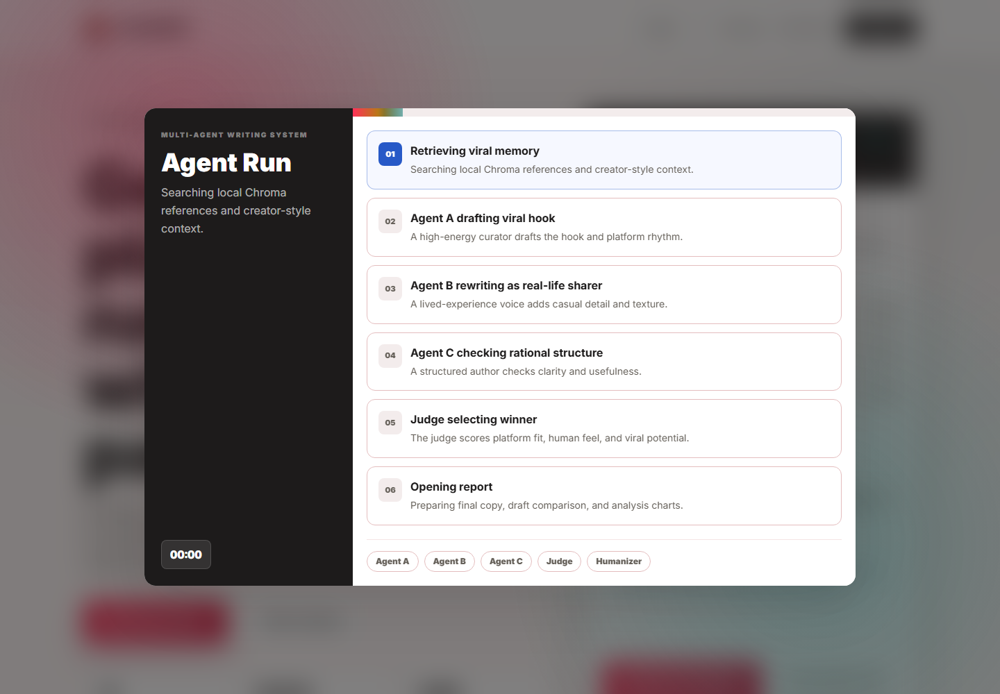 MULTI-AGENT WRITING SYSTEM
Agent Run
Searching local Chroma
references and creator-style
context.
00:00
01
Retrieving viral memory
Searching local Chroma references and creator-style context.
02
Agent A drafting viral hook
A high-energy curator drafts the hook and platform rhythm.
03
Agent B rewriting as real-life sharer
A lived-experience voice adds casual detail and texture.
04
Agent C checking rational structure
A structured author checks clarity and usefulness.
05
Judge selecting winner
The judge scores platform fit, human feel, and viral potential.
06
Opening report
Preparing final copy, draft comparison, and analysis charts.
Agent A
Agent B
Agent C
Judge
Humanizer